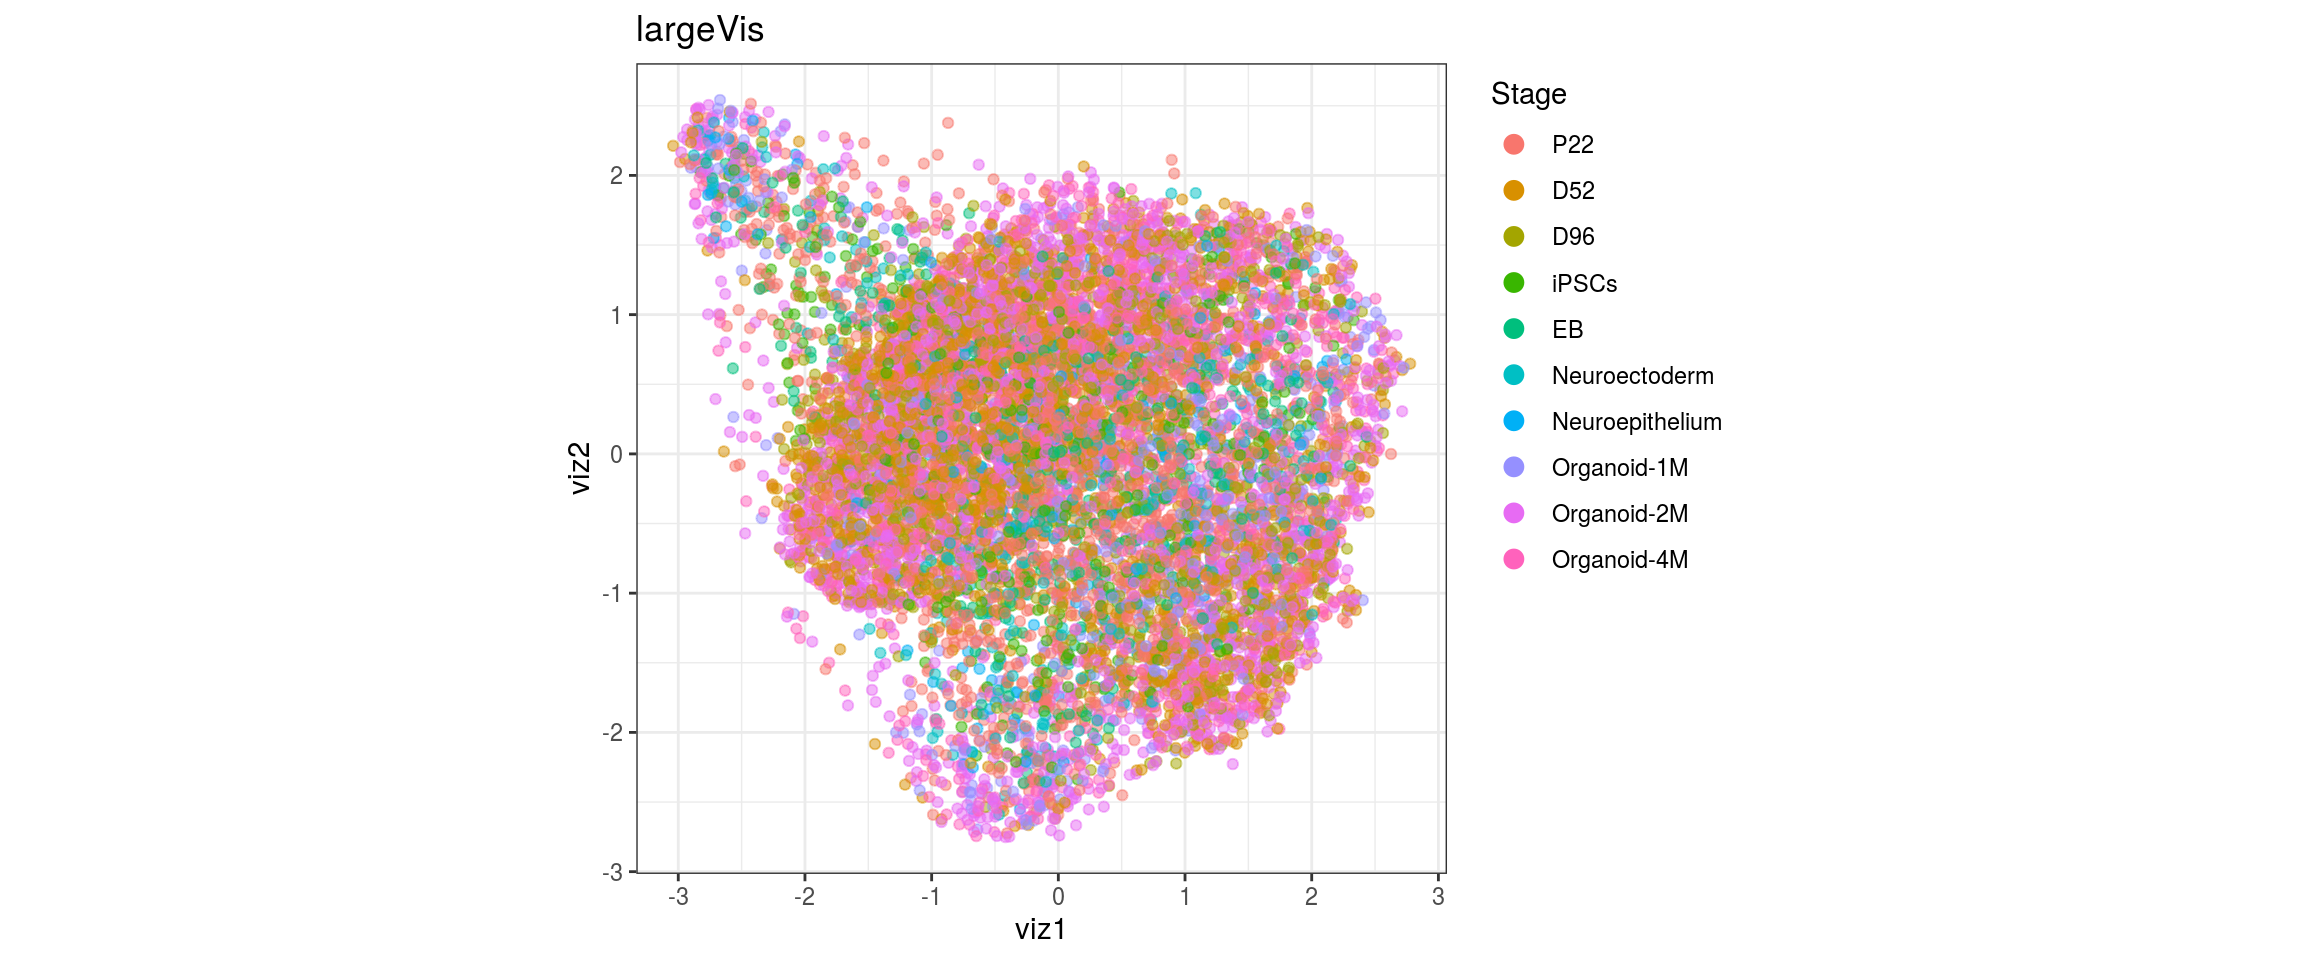 largeVis
Stage
P22
D52
D96
iPSCs
EB
Neuroectoderm
Neuroepithelium
Organoid-1M
Organoid-2M
Organoid-4M
viz2
2
1
0
-1
-2
-3
-3 -2 -1 0 1 2 3
viz1